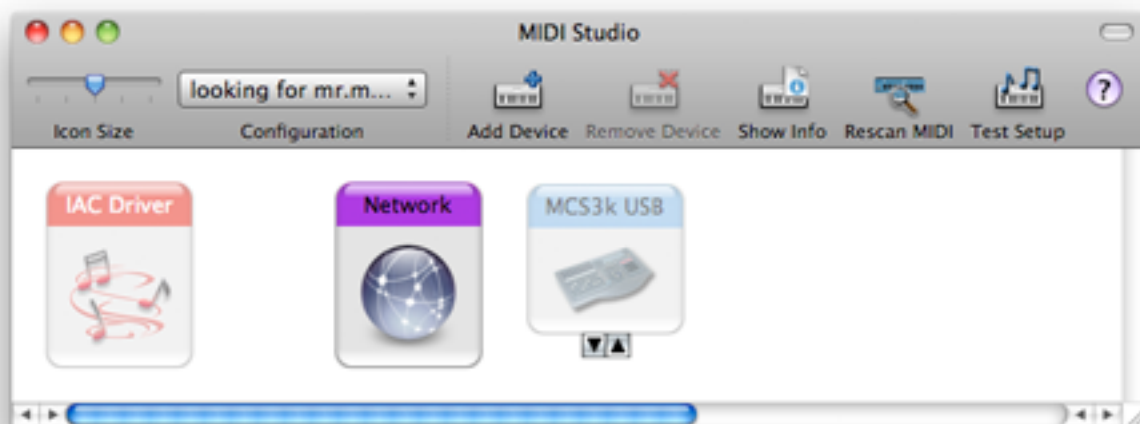 MIDI Studio
looking for mr.m...
?
Icon Size
Configuration
Add Device
Remove Device
Show Info
Rescan MIDI
Test Setup
IAC Driver
Network
MCS3k USB